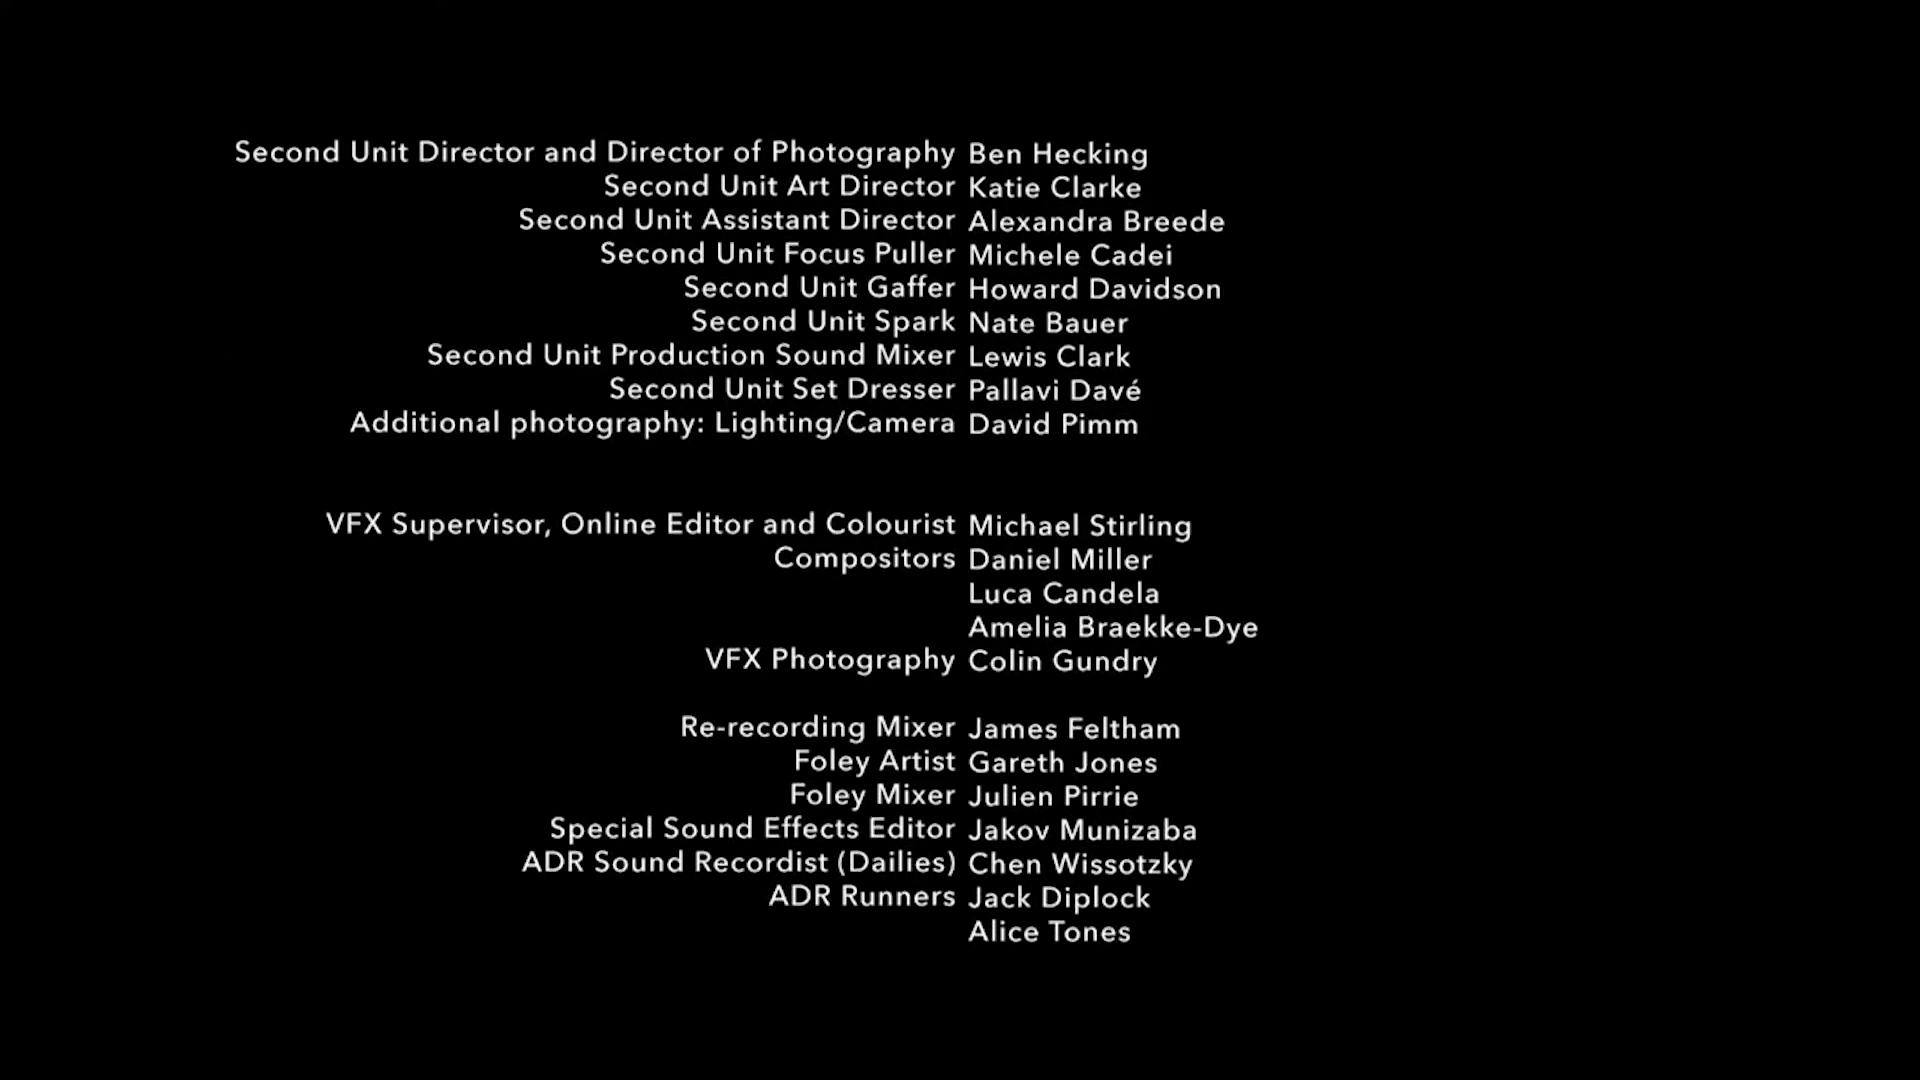 Second Unit Director and Director of Photography Ben Hecking
Second Unit Art Director Katie Clarke
Second Unit Assistant Director Alexandra Breede
Second Unit Focus Puller Michele Cadei
Second Unit Gaffer Howard Davidson
Second Unit Spark Nate Bauer
Second Unit Production Sound Mixer Lewis Clark
Second Unit Set Dresser Pallavi Davé
Additional photography: Lighting/Camera David Pimm
VFX Supervisor, Online Editor and Colourist Michael Stirling
Compositors Daniel Miller
Luca Candela
Amelia Braekke-Dye
VFX Photography Colin Gundry
Re-recording Mixer James Feltham
Foley Artist Gareth Jones
Foley Mixer Julien Pirrie
Special Sound Effects Editor Jakov Munizaba
ADR Sound Recordist (Dailies) Chen Wissotzky
ADR Runners Jack Diplock
Alice Tones